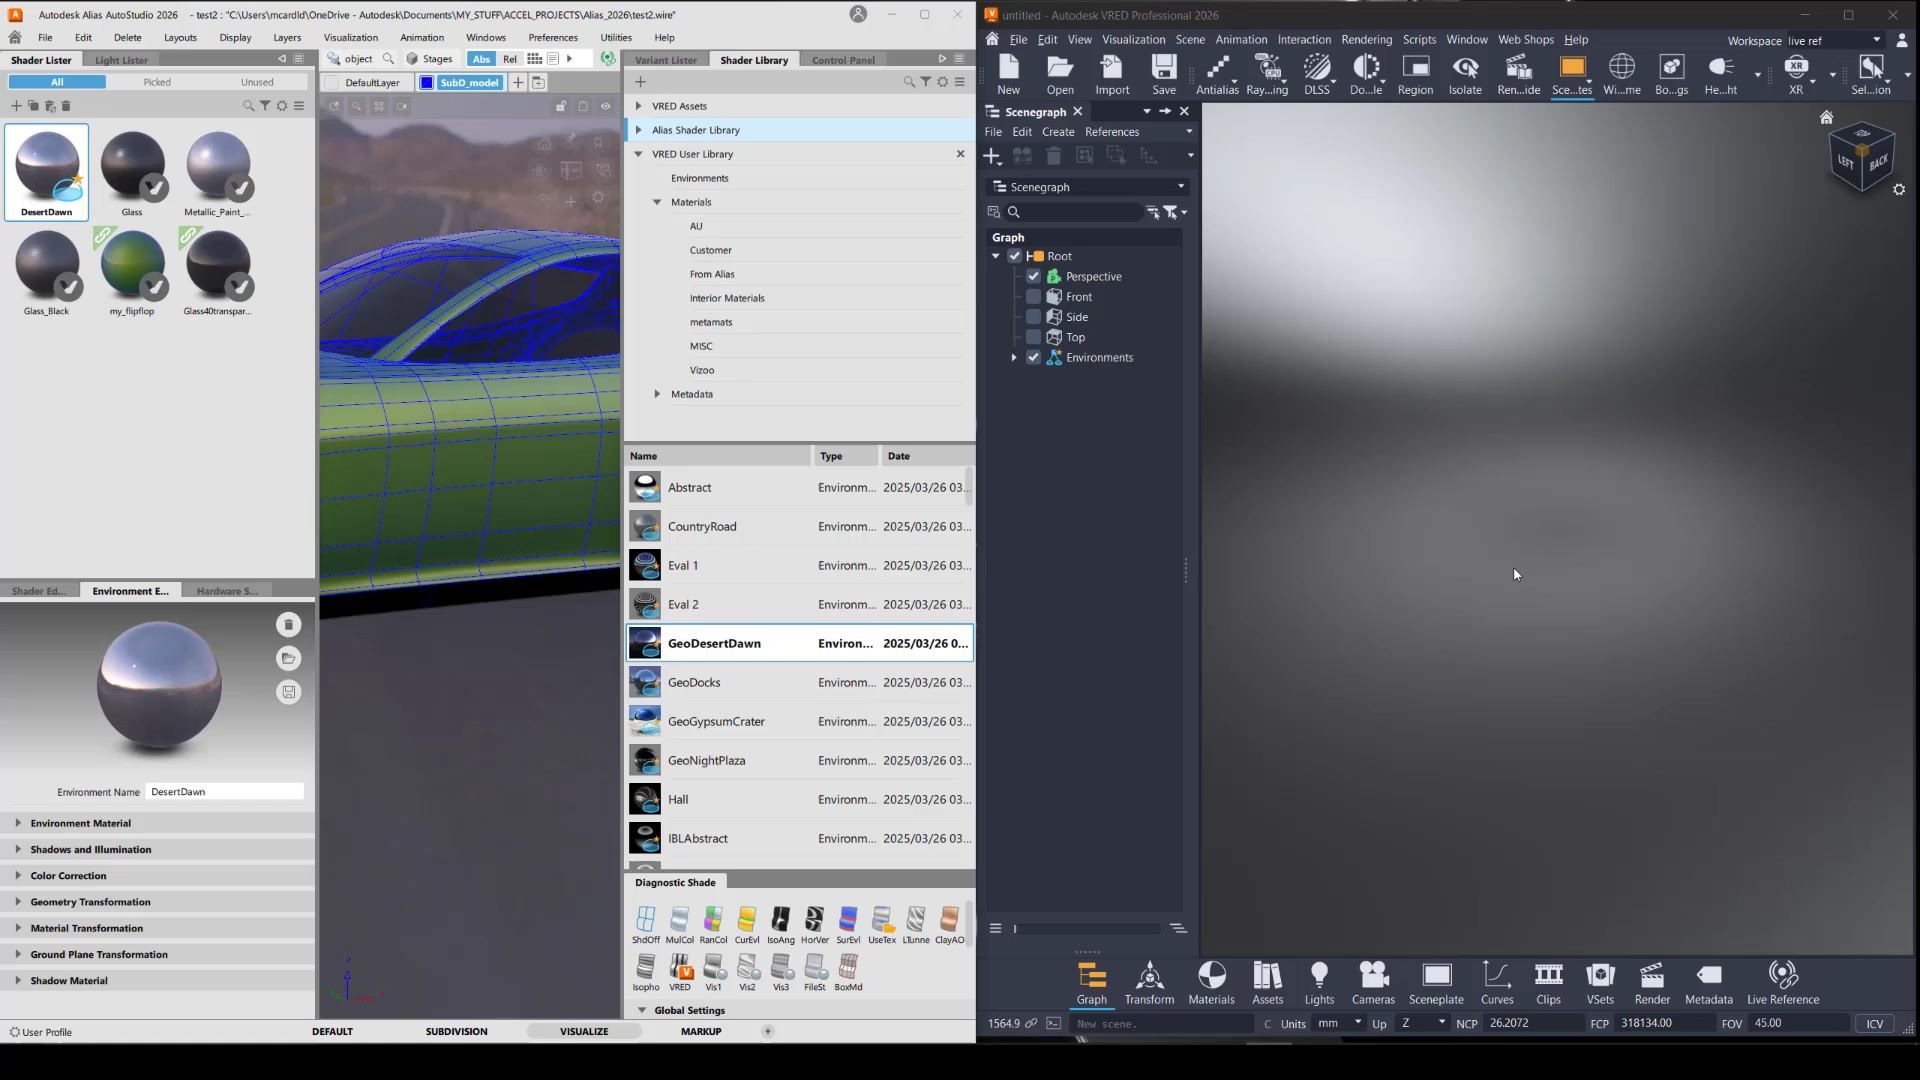 Autodesk Alias AutoStudio 2026 - test2 : "C:\Users\mcardld\OneDrive - Autodesk\Documents\MY_STUFF\ACCEL_PROJECTS\Alias_2026\test2.wire"
File Edit Delete Layouts Display Layers Visualization Animation Windows Preferences Utilities Help
Shader Lister Light Lister
All Picked Unused
DesertDawn Glass Metallic_Paint_...
Glass_Black my_flipflop Glass40transpar...
Shader Ed... Environment E... Hardware S...
Environment Name DesertDawn
Environment Material
Shadows and Illumination
Color Correction
Geometry Transformation
Material Transformation
Ground Plane Transformation
Shadow Material
User Profile
object Stages Abs Rel
DefaultLayer SubD_model
DEFAULT SUBDIVISION VISUALIZE MARKUP
Variant Lister Shader Library Control Panel
VRED Assets
Alias Shader Library
VRED User Library
Environments
Materials
AU
Customer
From Alias
Interior Materials
metamats
MISC
Vizoo
Metadata
Name Type Date
Abstract Environm... 2025/03/26 03...
CountryRoad Environm... 2025/03/26 03...
Eval 1 Environm... 2025/03/26 03...
Eval 2 Environm... 2025/03/26 03...
GeoDesertDawn Environ... 2025/03/26 0...
GeoDocks Environm... 2025/03/26 03...
GeoGypsumCrater Environm... 2025/03/26 03...
GeoNightPlaza Environm... 2025/03/26 03...
Hall Environm... 2025/03/26 03...
IBLAbstract Environm... 2025/03/26 03...
Diagnostic Shade
ShdOff MulCol RanCol CurEvl IsoAng HorVer SurEvl UseTex LTunne ClayAO
Isopho VRED Vis1 Vis2 Vis3 FileSt BoxMd
Global Settings
untitled - Autodesk VRED Professional 2026
File Edit View Visualization Scene Animation Interaction Rendering Scripts Window Web Shops Help
Workspace live ref
New Open Import Save Antialias Ray...ing DLSS Do...le Region Isolate Ren...ide Sce...tes Wi...me Bo...gs He...ht XR Sel...ion
Scenegraph
File Edit Create References
Scenegraph
Graph
Root
Perspective
Front
Side
Top
Environments
LEFT BACK
Graph Transform Materials Assets Lights Cameras Sceneplate Curves Clips VSets Render Metadata Live Reference
1564.9 New scene. C Units mm Up Z NCP 26.2072 FCP 318134.00 FOV 45.00 ICV